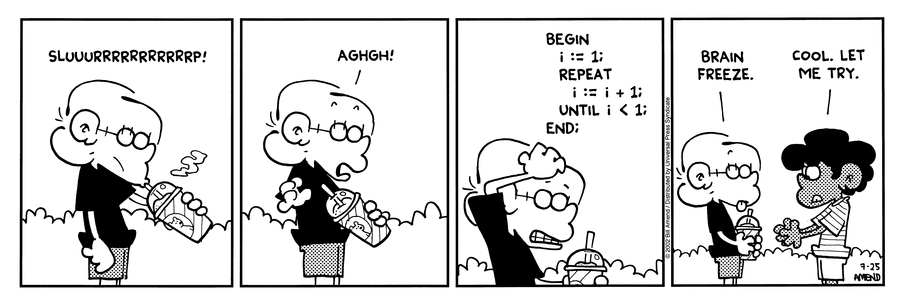 SLUUURRRRRRRRRRRP!
AGHGH!
BEGIN
i := 1;
REPEAT
i := i + 1;
UNTIL i < 1;
END;
© 2002 Bill Amend / Distributed by Universal Press Syndicate
BRAIN
FREEZE.
COOL. LET
ME TRY.
7-25
AMEND